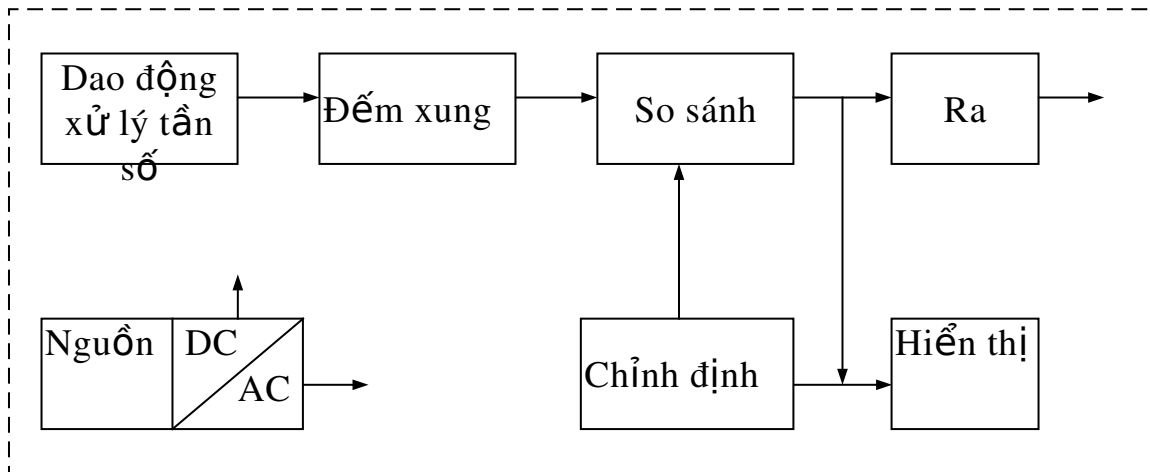 Dao động
xử lý tần
số
Đếm xung
So sánh
Ra
Nguồn
DC
AC
Chỉnh định
Hiển thị